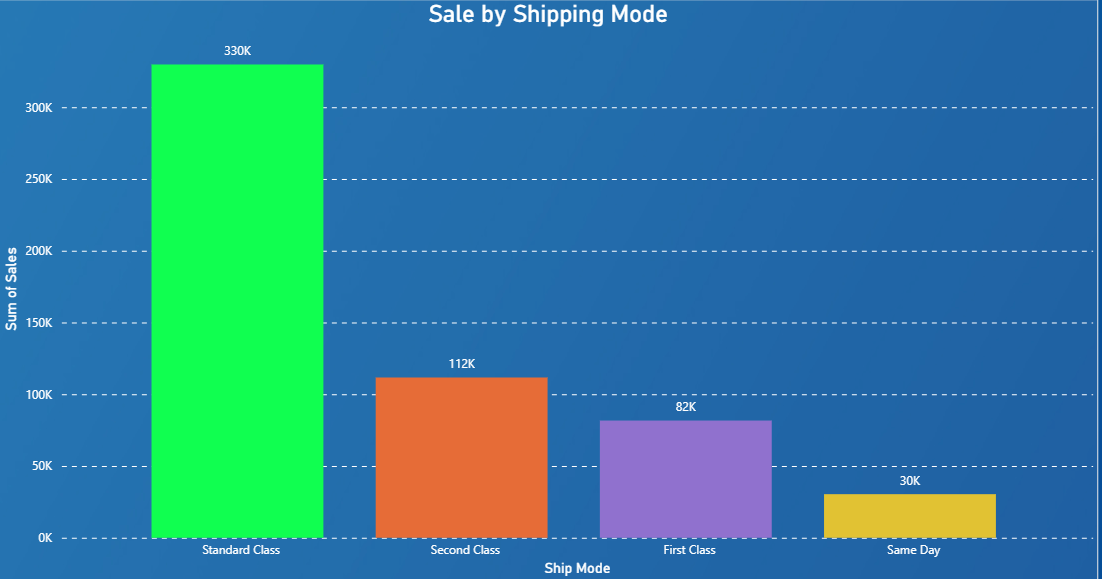 Sale by Shipping Mode
330K
300K
250K
200K
150K
112K
100K
82K
50K
30K
0K
Sum of Sales
Standard Class
Second Class
First Class
Same Day
Ship Mode